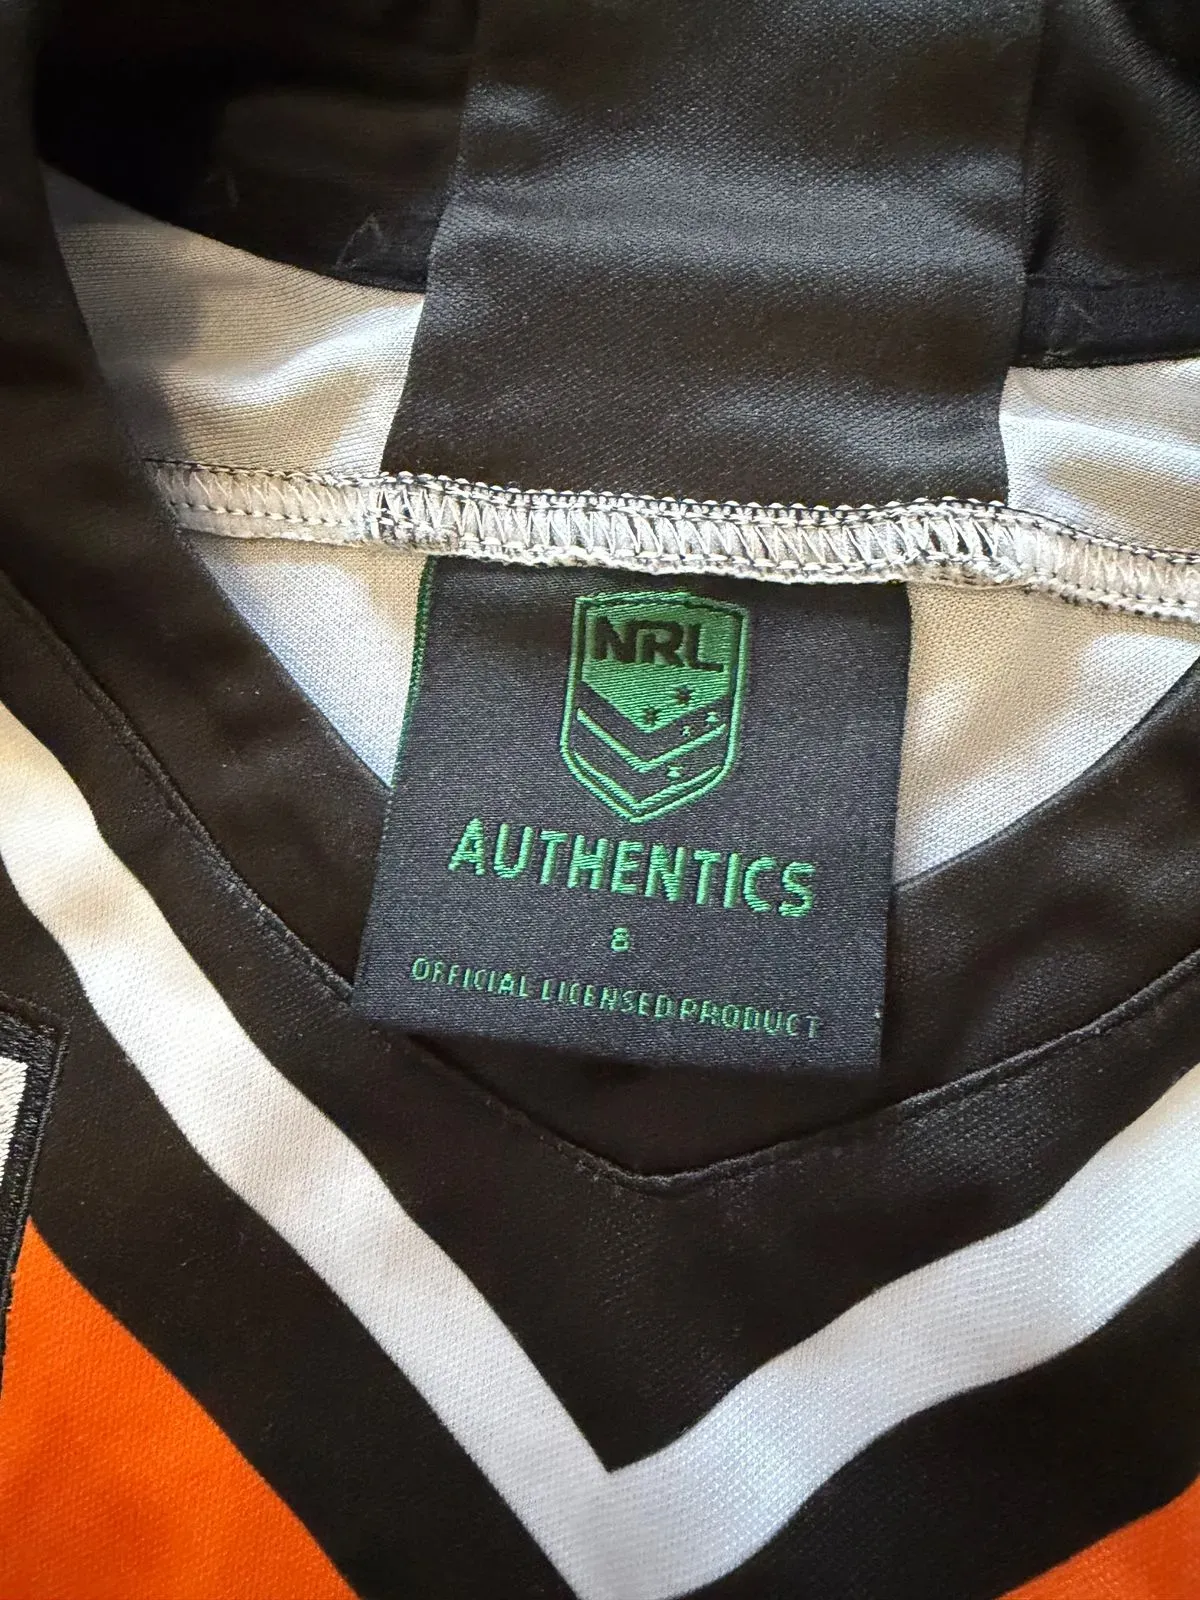 NRL
AUTHENTICS
8
OFFICIAL LICENSED PRODUCT